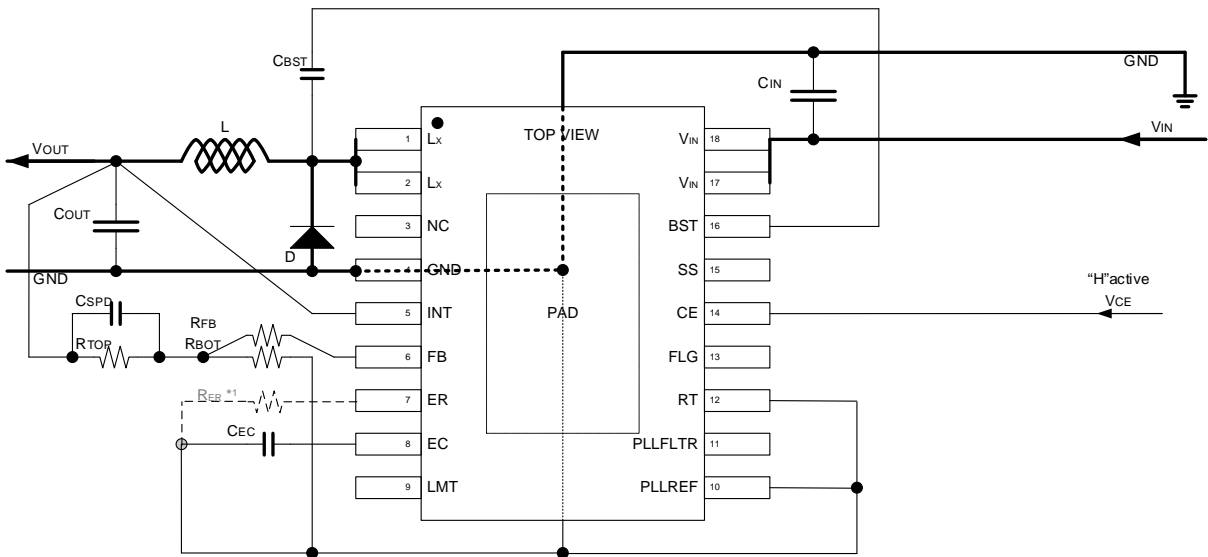 CBST
GND
CIN
L
1 LX
TOP VIEW
VIN 18
VIN
VOUT
2 LX
VIN 17
COUT
3 NC
BST 16
D
GND
4 GND
SS 15
"H"active
CSPD
5 INT
PAD
CE 14
VCE
RFB
RTOP
RBOT
6 FB
FLG 13
RER *1
7 ER
RT 12
CEC
8 EC
PLLFLTR 11
9 LMT
PLLREF 10